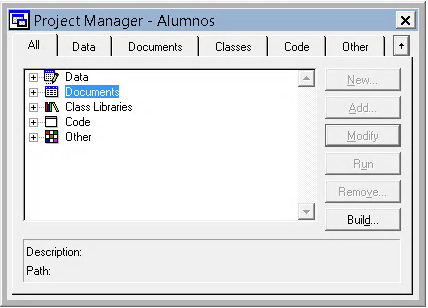 Project Manager - Alumnos
All Data Documents Classes Code Other
Data
Documents
Class Libraries
Code
Other
New...
Add...
Modify
Run
Remove...
Build...
Description:
Path: